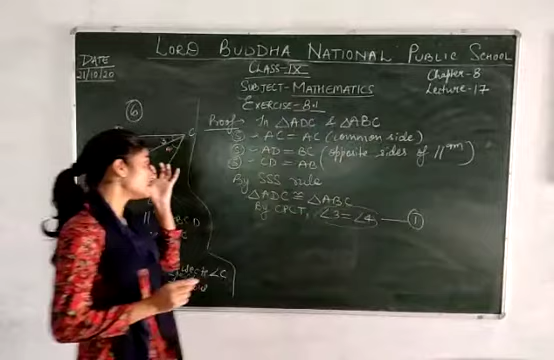 LORD BUDDHA NATIONAL PUBLIC SCHOOL
DATE
21/10/20
CLASS-IX
Chapter-8
SUBJECT-MATHEMATICS
Lecture-17
EXERCISE-8.1
⑥
Proof- In △ADC & △ABC
AC = AC (common side)
AD = BC (opposite sides of ||gm)
CD = AB
By SSS rule
△ADC ≅ △ABC
By CPCT, ∠3=∠4 — ①
C
∠C